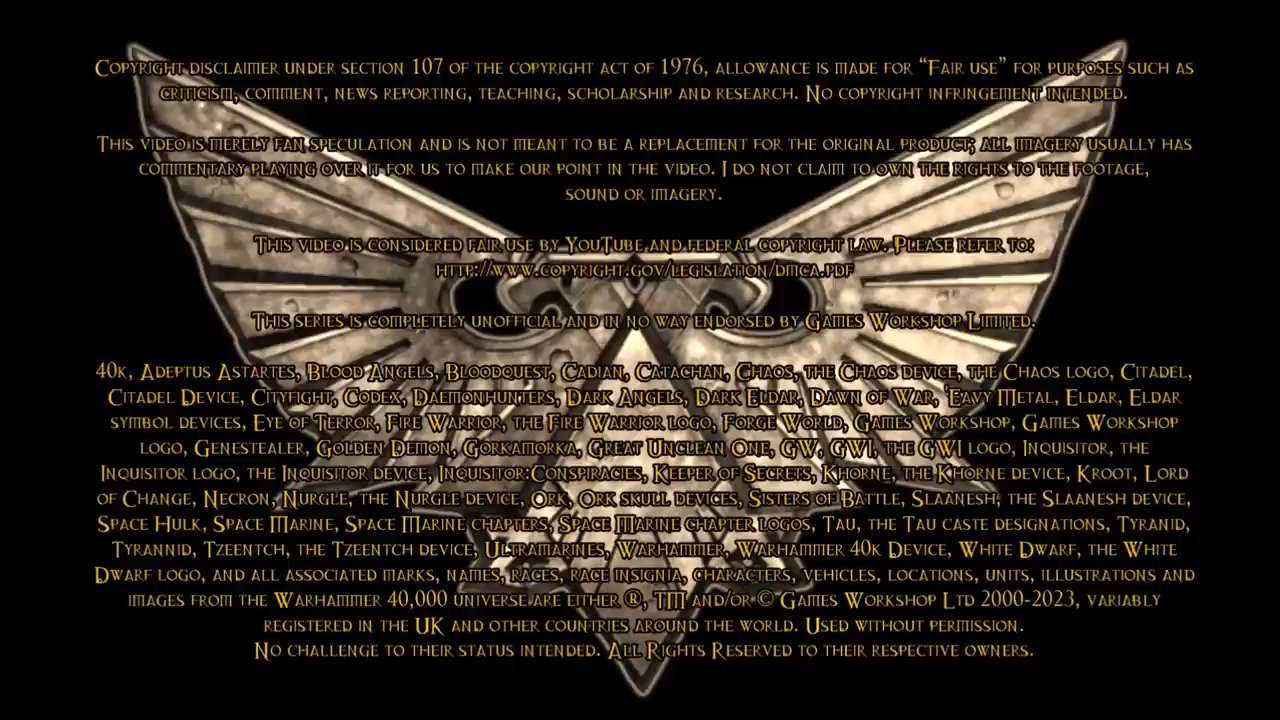 Copyright disclaimer under section 107 of the copyright act of 1976, allowance is made for “Fair use” for purposes such as
criticism, comment, news reporting, teaching, scholarship and research. No copyright infringement intended.
This video is merely fan speculation and is not meant to be a replacement for the original product; all imagery usually has
commentary playing over it for us to make our point in the video. I do not claim to own the rights to the footage,
sound or imagery.
This video is considered fair use by YouTube and federal copyright law. Please refer to:
http://www.copyright.gov/legislation/dmca.pdf
This series is completely unofficial and in no way endorsed by Games Workshop Limited.
40k, Adeptus Astartes, Blood Angels, Bloodquest, Cadian, Catachan, Chaos, the Chaos device, the Chaos logo, Citadel,
Citadel Device, Cityfight, Codex, Daemonhunters, Dark Angels, Dark Eldar, Dawn of War, 'Eavy Metal, Eldar, Eldar
symbol devices, Eye of Terror, Fire Warrior, the Fire Warrior logo, Forge World, Games Workshop, Games Workshop
logo, Genestealer, Golden Demon, Gorkamorka, Great Unclean One, GW, GWI, the GWI logo, Inquisitor, the
Inquisitor logo, the Inquisitor device, Inquisitor:Conspiracies, Keeper of Secrets, Khorne, the Khorne device, Kroot, Lord
of Change, Necron, Nurgle, the Nurgle device, Ork, Ork skull devices, Sisters of Battle, Slaanesh, the Slaanesh device,
Space Hulk, Space Marine, Space Marine chapters, Space Marine chapter logos, Tau, the Tau caste designations, Tyranid,
Tyrannid, Tzeentch, the Tzeentch device, Ultramarines, Warhammer, Warhammer 40k Device, White Dwarf, the White
Dwarf logo, and all associated marks, names, races, race insignia, characters, vehicles, locations, units, illustrations and
images from the Warhammer 40,000 universe are either ®, TM and/or © Games Workshop Ltd 2000-2023, variably
registered in the UK and other countries around the world. Used without permission.
No challenge to their status intended. All Rights Reserved to their respective owners.